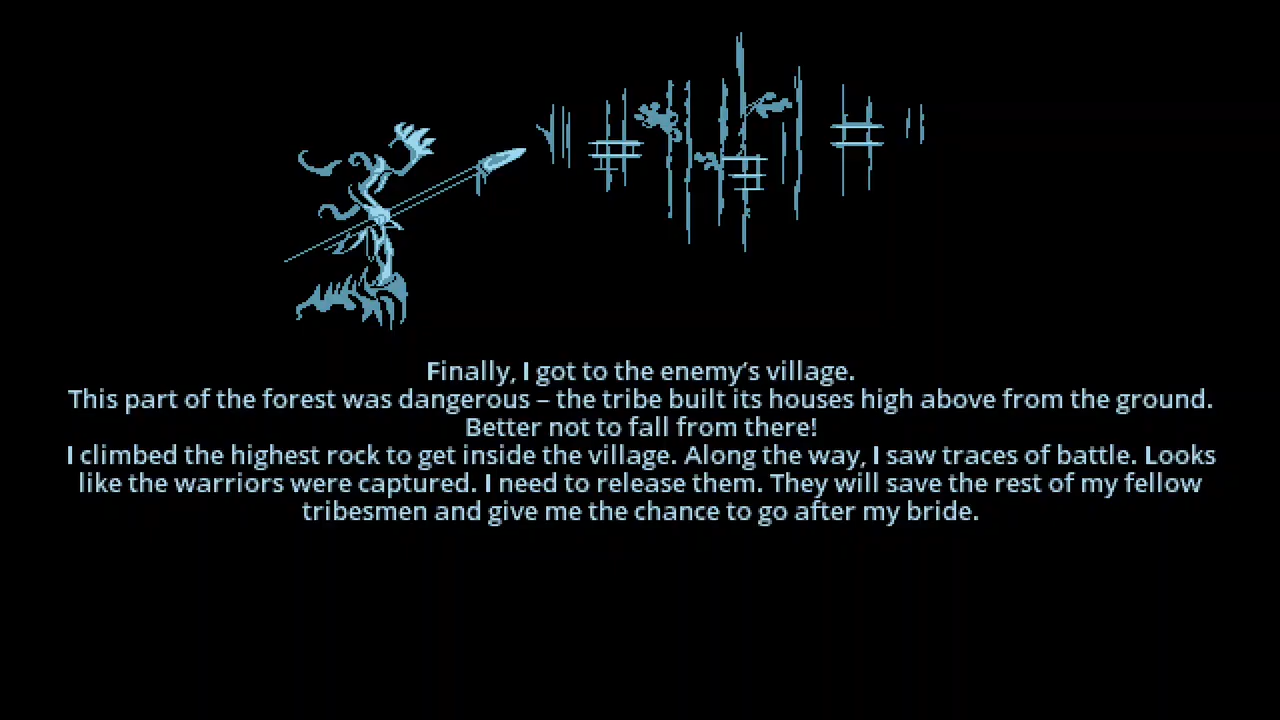 Finally, I got to the enemy’s village.
This part of the forest was dangerous – the tribe built its houses high above from the ground.
Better not to fall from there!
I climbed the highest rock to get inside the village. Along the way, I saw traces of battle. Looks
like the warriors were captured. I need to release them. They will save the rest of my fellow
tribesmen and give me the chance to go after my bride.